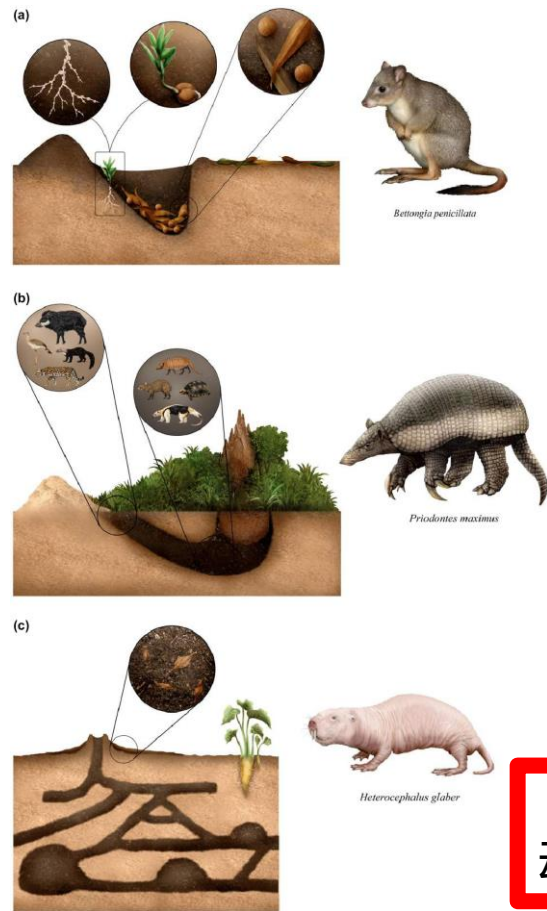 (a)
Bettongia penicillata
(b)
Priodontes maximus
(c)
Heterocephalus glaber